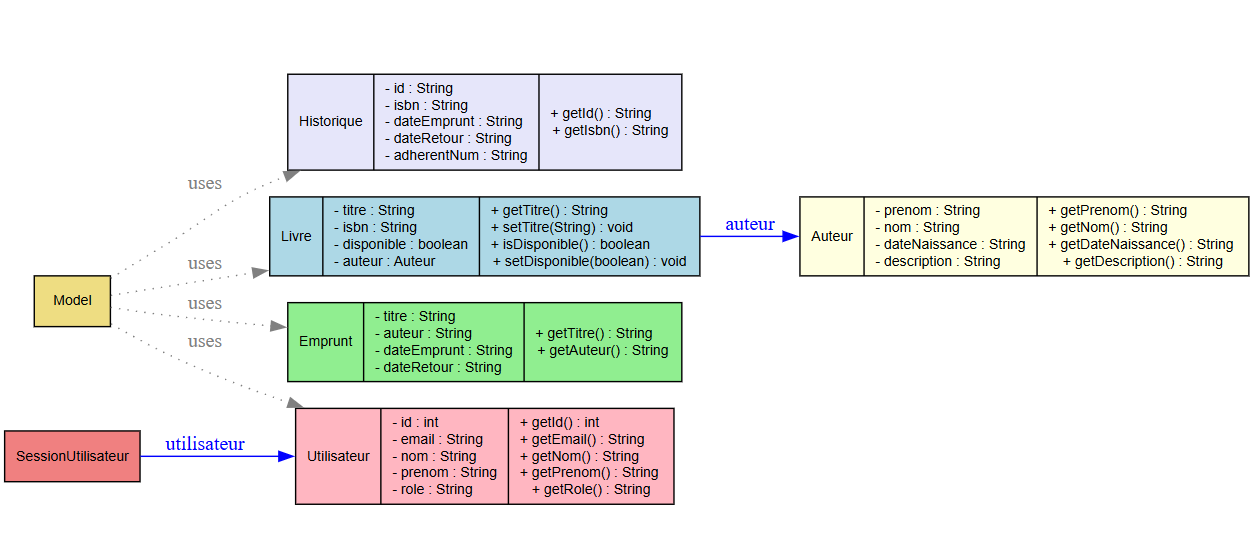 Historique
- id : String
- isbn : String
- dateEmprunt : String
- dateRetour : String
- adherentNum : String
+ getId() : String
+ getIsbn() : String
uses
Livre
- titre : String
- isbn : String
- disponible : boolean
- auteur : Auteur
+ getTitre() : String
+ setTitre(String) : void
+ isDisponible() : boolean
+ setDisponible(boolean) : void
auteur
Auteur
- prenom : String
- nom : String
- dateNaissance : String
- description : String
+ getPrenom() : String
+ getNom() : String
+ getDateNaissance() : String
+ getDescription() : String
uses
Model
uses
Emprunt
- titre : String
- auteur : String
- dateEmprunt : String
- dateRetour : String
+ getTitre() : String
+ getAuteur() : String
uses
SessionUtilisateur
utilisateur
Utilisateur
- id : int
- email : String
- nom : String
- prenom : String
- role : String
+ getId() : int
+ getEmail() : String
+ getNom() : String
+ getPrenom() : String
+ getRole() : String